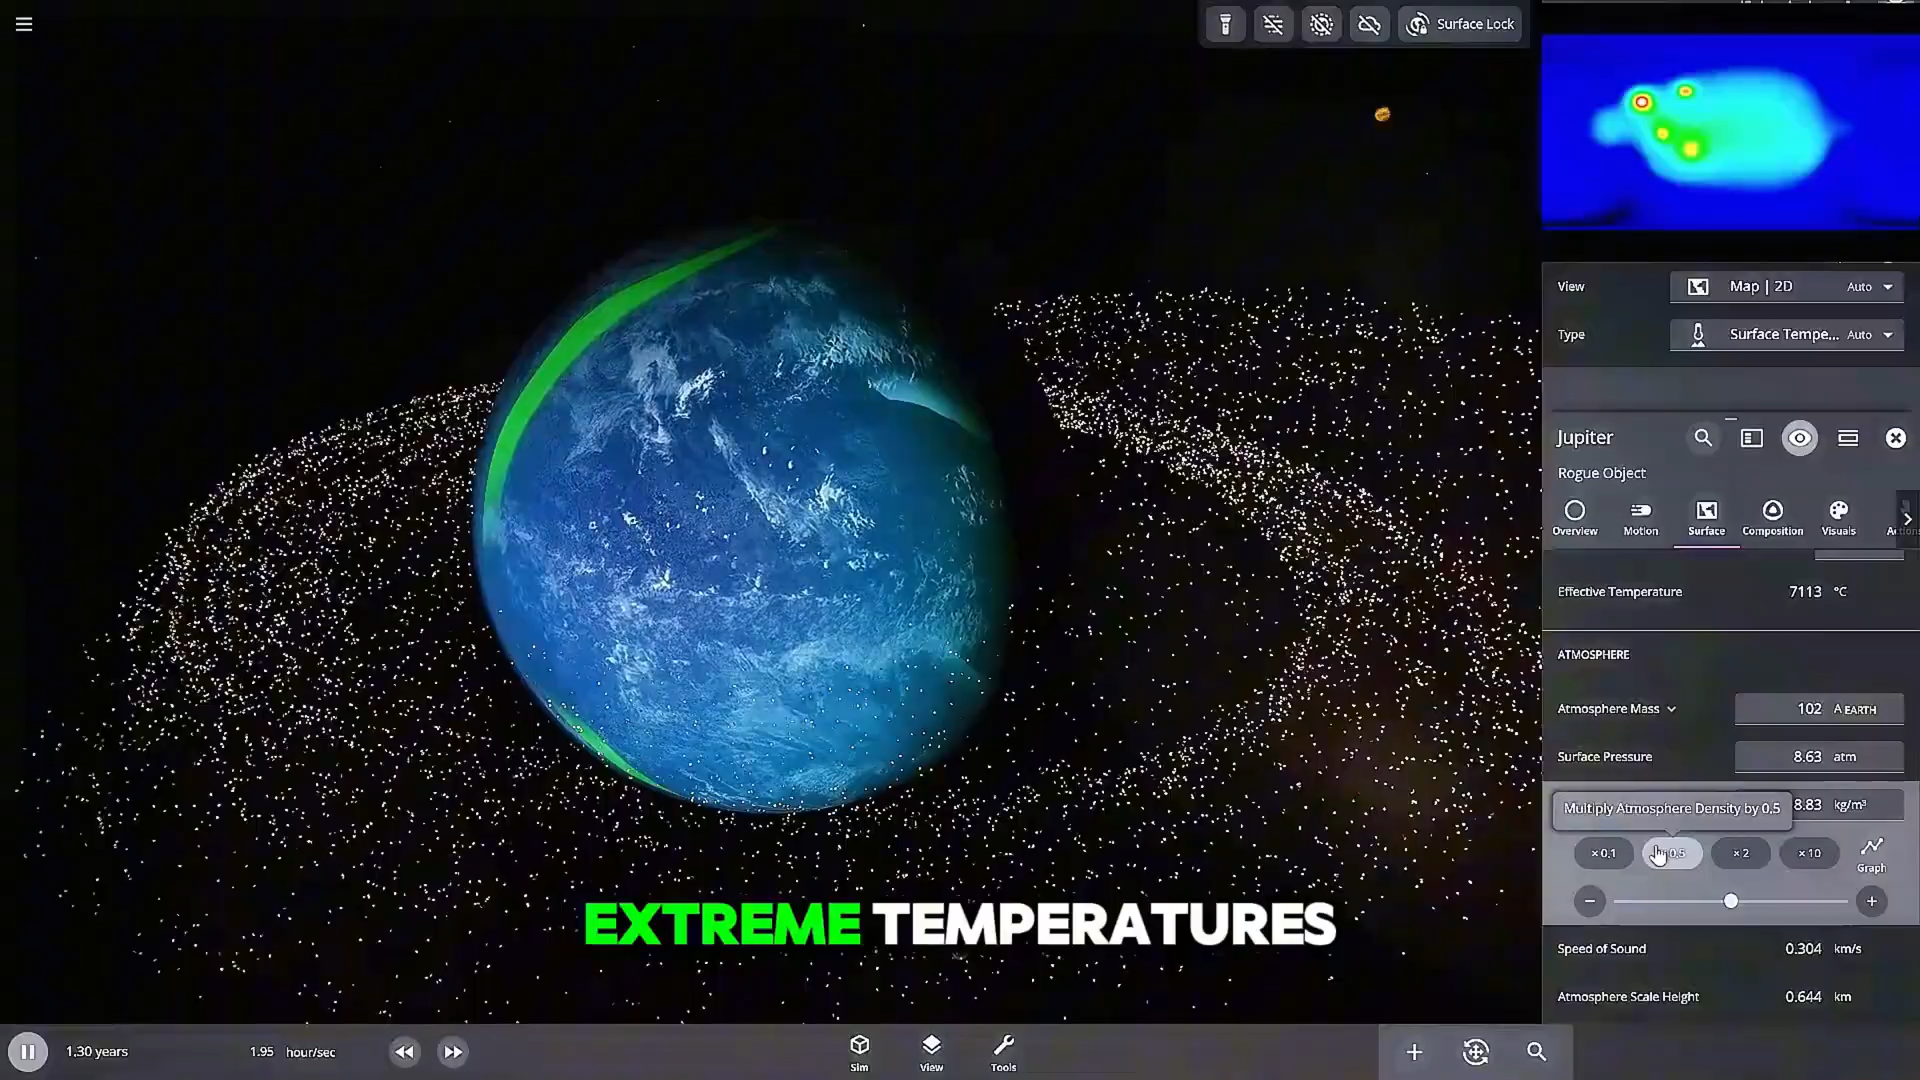 Surface Lock
View
Map | 2D
Auto
Type
Surface Tempe...
Auto
Jupiter
Rogue Object
Overview
Motion
Surface
Composition
Visuals
Effective Temperature
7113 °C
ATMOSPHERE
Atmosphere Mass
102 A EARTH
Surface Pressure
8.63 atm
Multiply Atmosphere Density by 0,5
8.83 kg/m³
× 0,1
× 2
× 10
Graph
Speed of Sound
0.304 km/s
Atmosphere Scale Height
0.644 km
EXTREME TEMPERATURES
1,30 years
1.95 hour/sec
Sim
View
Tools